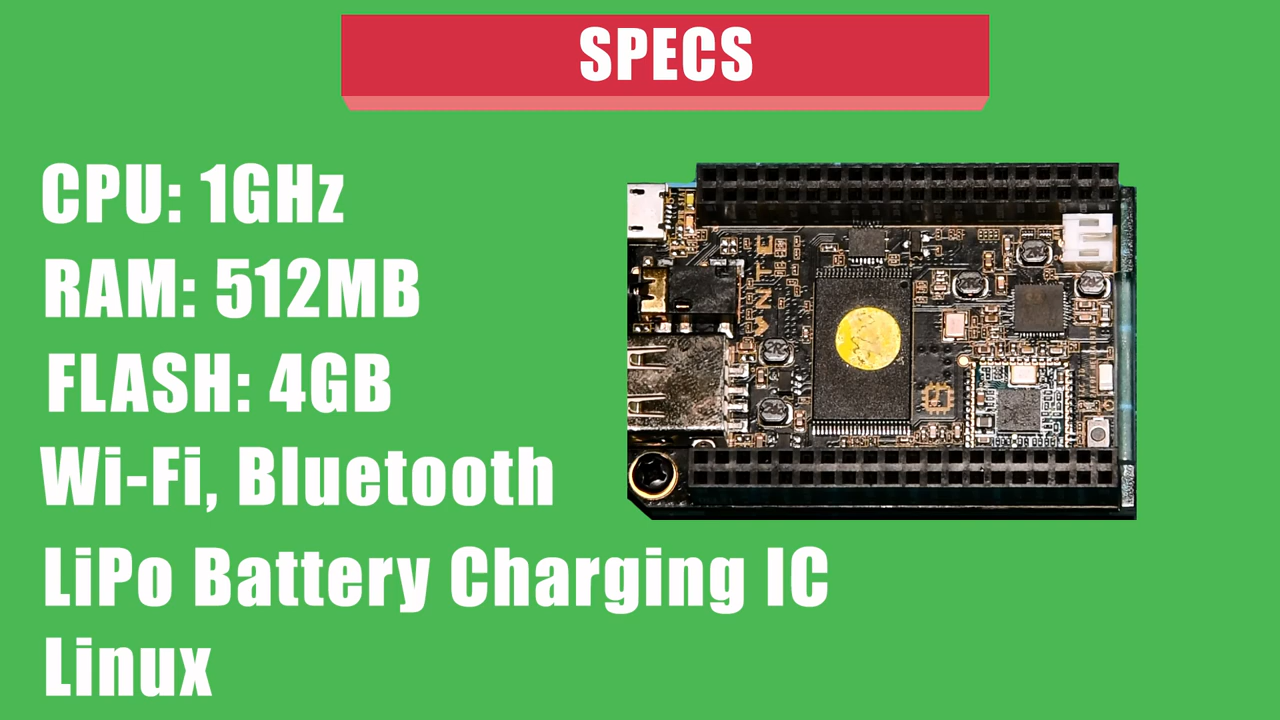 SPECS
CPU: 1GHz
RAM: 512MB
FLASH: 4GB
Wi-Fi, Bluetooth
LiPo Battery Charging IC
Linux